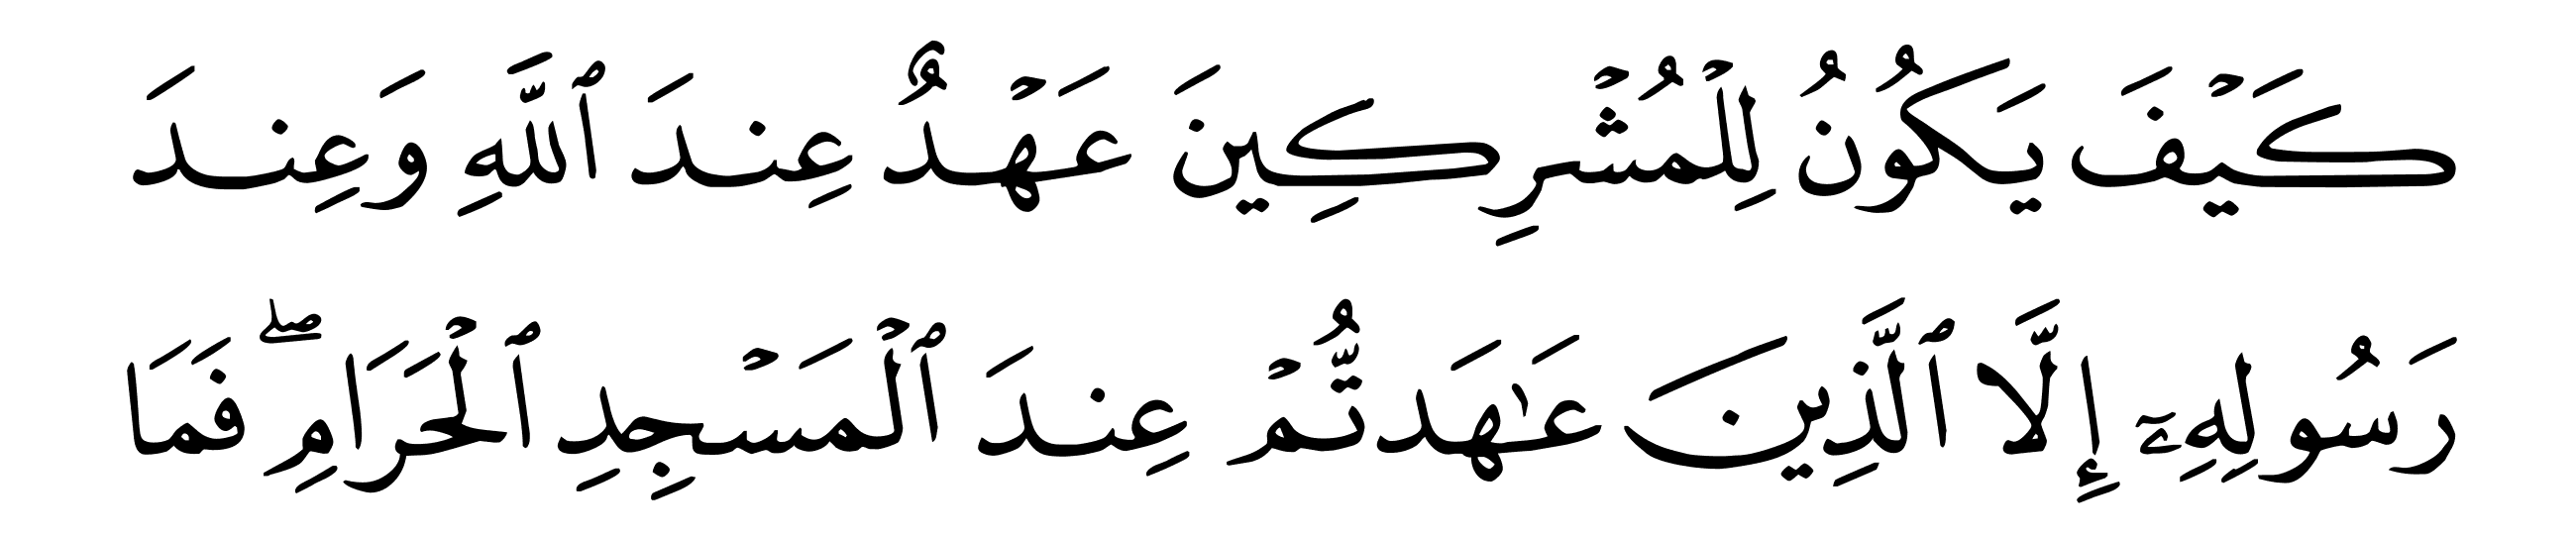 كَيۡفَ يَكُونُ لِلۡمُشۡرِكِينَ عَهۡدٌ عِندَ ٱللَّهِ وَعِندَ
رَسُولِهِۦٓ إِلَّا ٱلَّذِينَ عَٰهَدتُّمۡ عِندَ ٱلۡمَسۡجِدِ ٱلۡحَرَامِۖ فَمَا